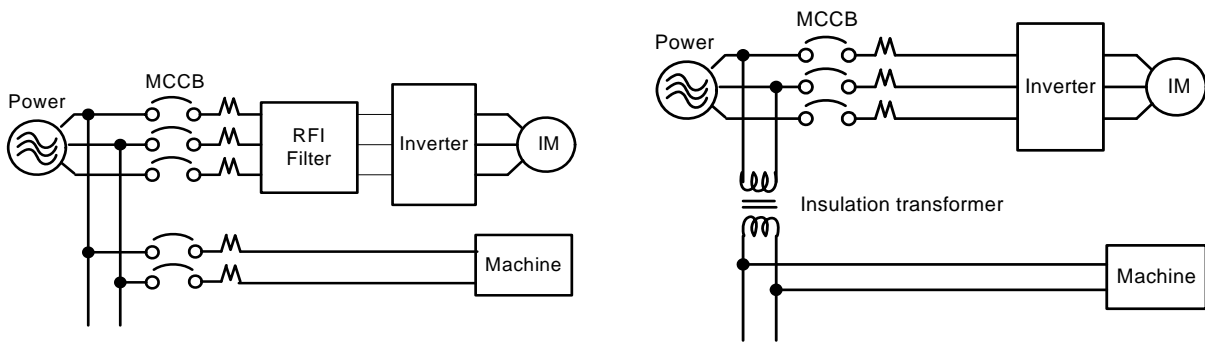 MCCB
Power
RFI
Filter
Inverter
IM
Machine
MCCB
Power
Inverter
IM
Insulation transformer
Machine